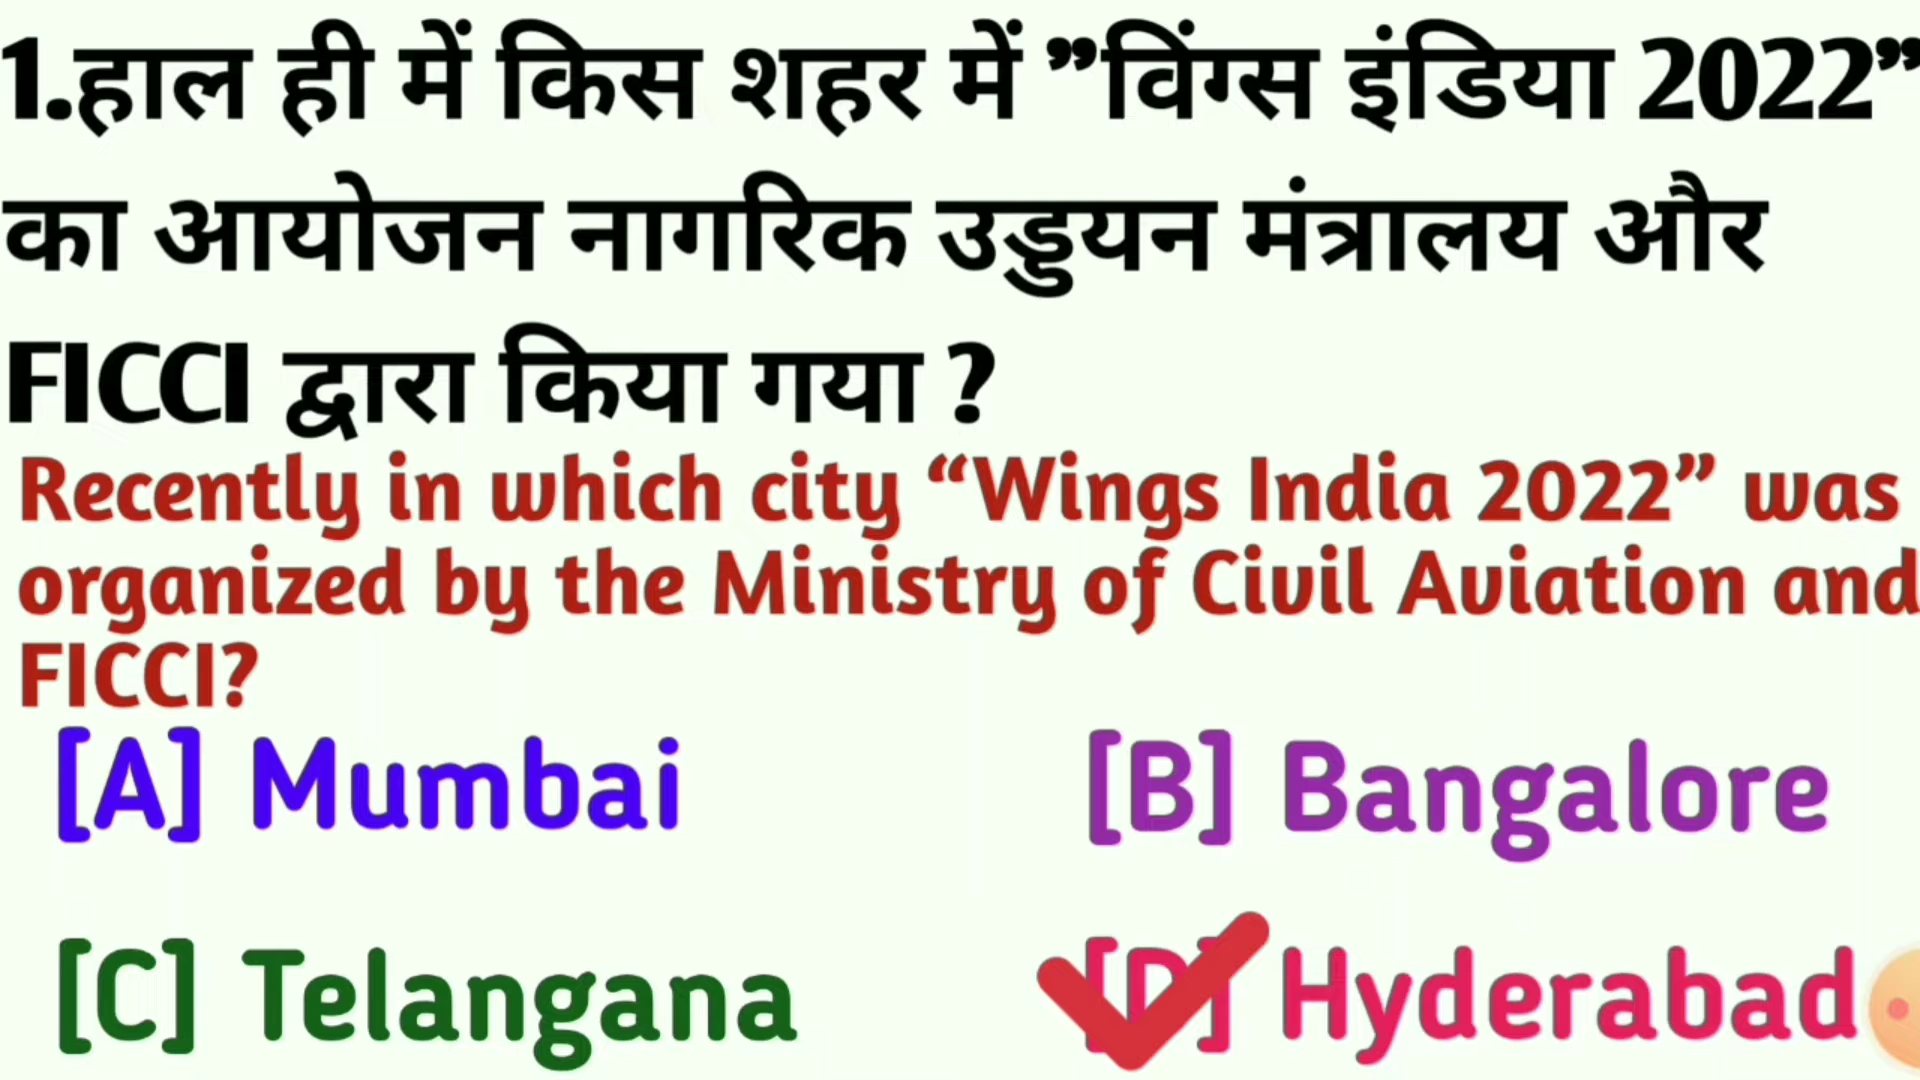 1.हाल ही में किस शहर में ”विंग्स इंडिया 2022”
का आयोजन नागरिक उड्डयन मंत्रालय और
FICCI द्वारा किया गया ?
Recently in which city “Wings India 2022” was
organized by the Ministry of Civil Aviation and
FICCI?
[A] Mumbai [B] Bangalore
[C] Telangana [D] Hyderabad